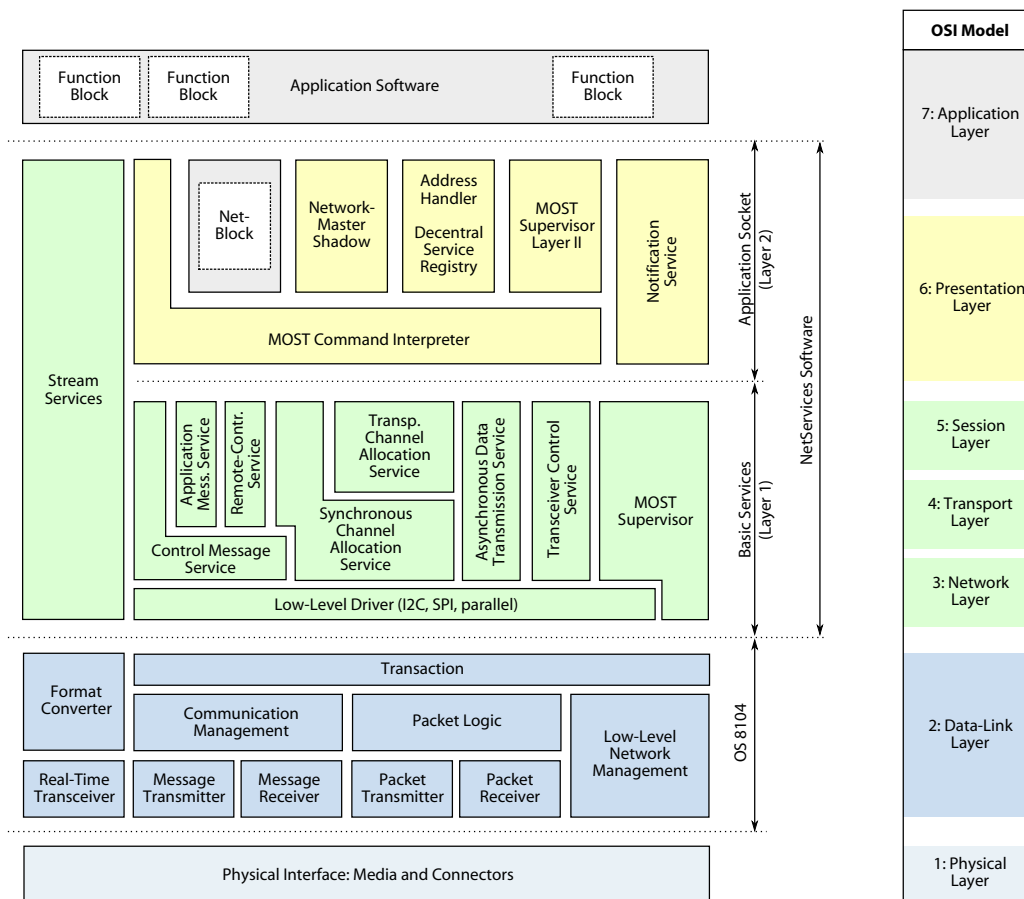 OSI Model
Function
Block
Function
Block
Application Software
Function
Block
7: Application
Layer
Net-
Block
Network-
Master
Shadow
Address
Handler
Decentral
Service
Registry
MOST
Supervisor
Layer II
Notification
Service
MOST Command Interpreter
Application Socket
(Layer 2)
6: Presentation
Layer
NetServices Software
Stream
Services
Application
Mess. Service
Remote-Contr.
Service
Transp.
Channel
Allocation
Service
Synchronous
Channel
Allocation
Service
Asynchronous Data
Transmission Service
Transceiver Control
Service
MOST
Supervisor
Control Message
Service
Low-Level Driver (I2C, SPI, parallel)
Basic Services
(Layer 1)
5: Session
Layer
4: Transport
Layer
3: Network
Layer
Format
Converter
Transaction
Communication
Management
Packet Logic
Low-Level
Network
Management
Real-Time
Transceiver
Message
Transmitter
Message
Receiver
Packet
Transmitter
Packet
Receiver
OS 8104
2: Data-Link
Layer
Physical Interface: Media and Connectors
1: Physical
Layer